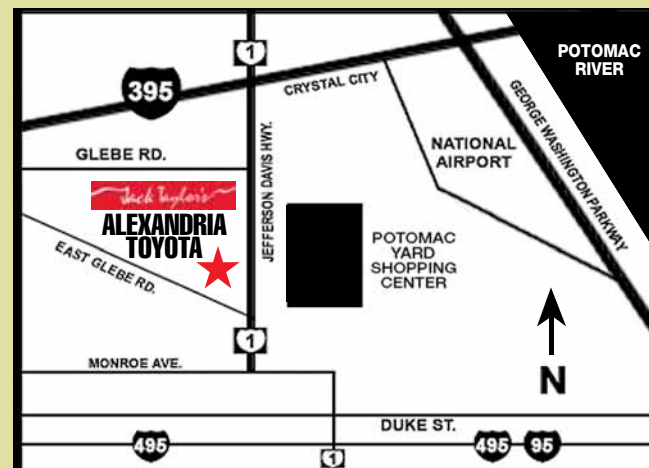 1
POTOMAC
RIVER
395
CRYSTAL CITY
GEORGE WASHINGTON PARKWAY
GLEBE RD.
JEFFERSON DAVIS HWY.
NATIONAL
AIRPORT
Jack Taylor's
ALEXANDRIA
TOYOTA
EAST GLEBE RD.
POTOMAC
YARD
SHOPPING
CENTER
1
MONROE AVE.
N
DUKE ST.
495
1
495
95